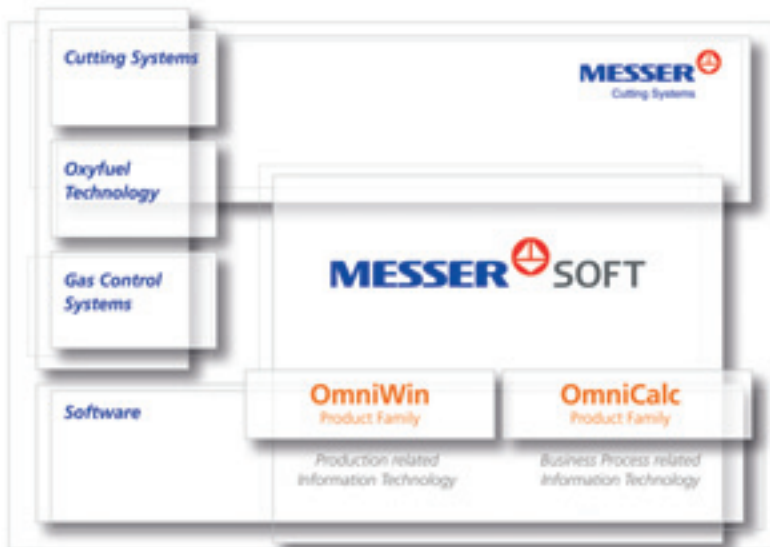 Cutting Systems
MESSER
Cutting Systems
Oxyfuel
Technology
Gas Control
Systems
MESSER SOFT
Software
OmniWin
Product Family
OmniCalc
Product Family
Production related
Information Technology
Business Process related
Information Technology